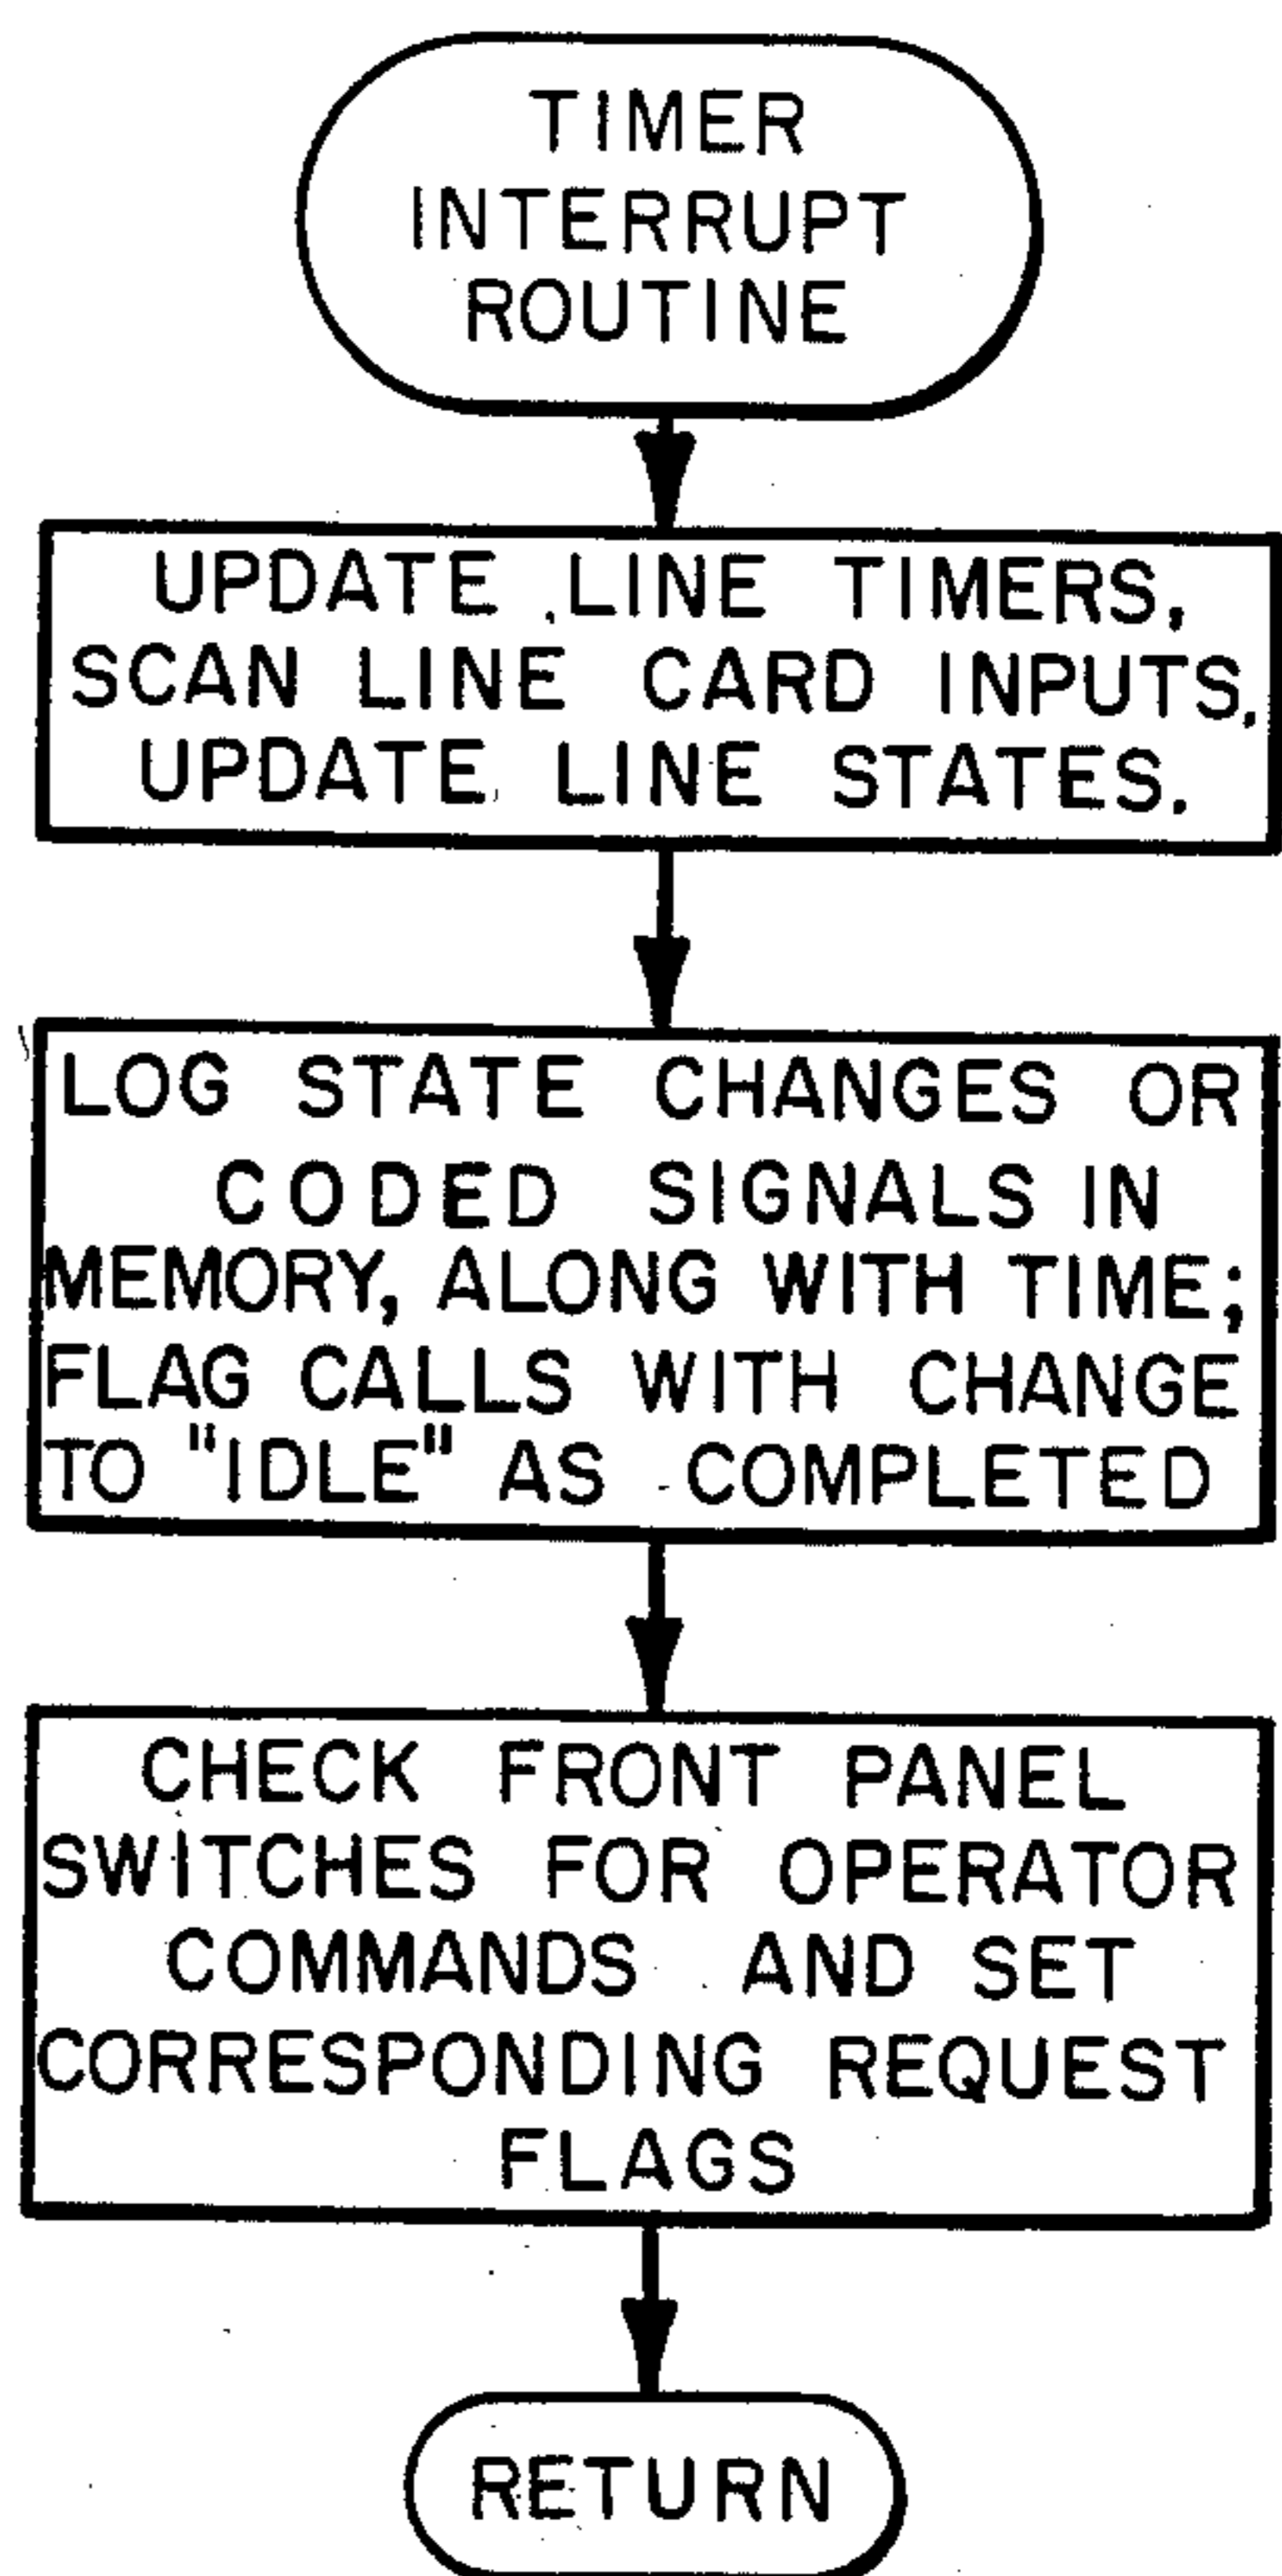 TIMER
INTERRUPT
ROUTINE
UPDATE LINE TIMERS,
SCAN LINE CARD INPUTS,
UPDATE LINE STATES.
LOG STATE CHANGES OR
CODED SIGNALS IN
MEMORY, ALONG WITH TIME;
FLAG CALLS WITH CHANGE
TO "IDLE" AS COMPLETED
CHECK FRONT PANEL
SWITCHES FOR OPERATOR
COMMANDS AND SET
CORRESPONDING REQUEST
FLAGS
RETURN